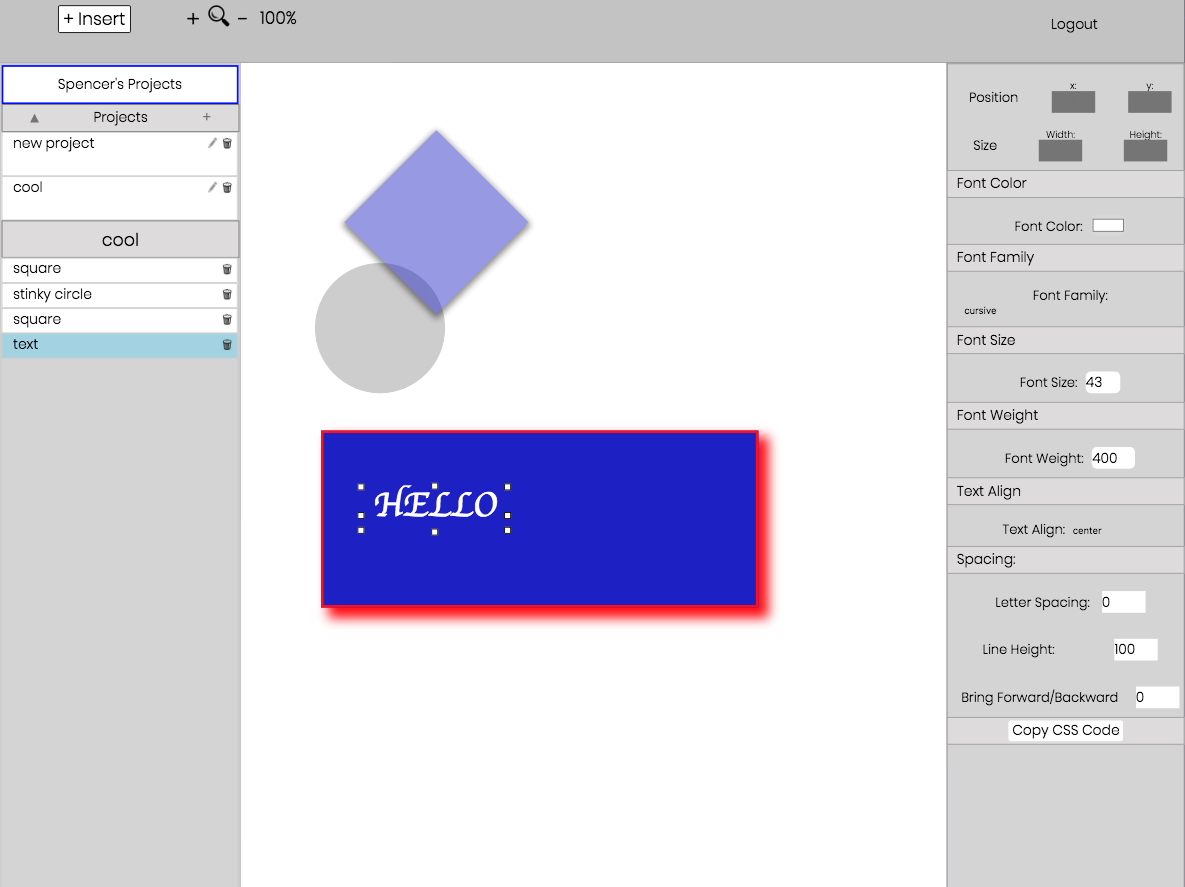 + Insert
+ − 100%
Logout
Spencer's Projects
▲ Projects +
new project
cool
cool
square
stinky circle
square
text
HELLO
Position x: y:
Size Width: Height:
Font Color
Font Color:
Font Family
Font Family:
cursive
Font Size
Font Size: 43
Font Weight
Font Weight: 400
Text Align
Text Align: center
Spacing:
Letter Spacing: 0
Line Height: 100
Bring Forward/Backward 0
Copy CSS Code